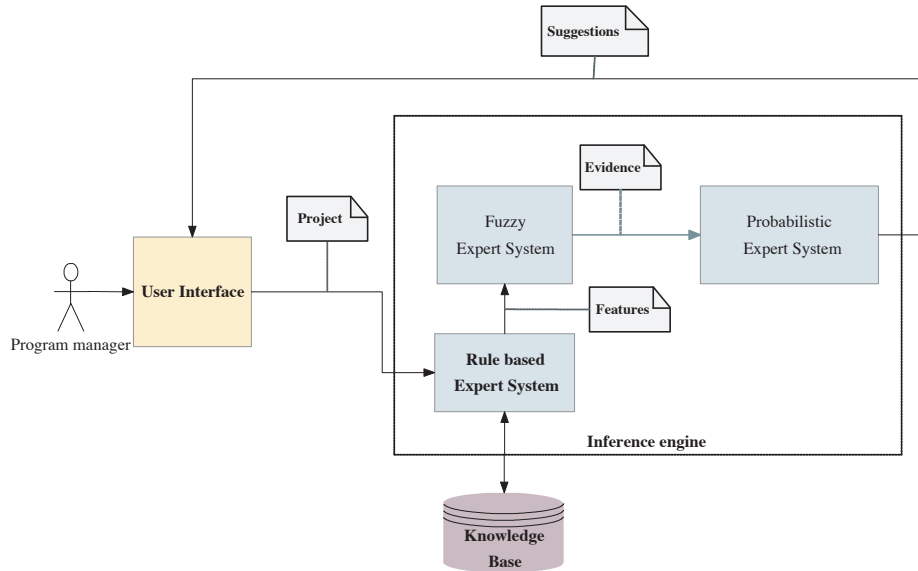 Suggestions
Evidence
Project
Fuzzy
Expert System
Probabilistic
Expert System
User Interface
Features
Program manager
Rule based
Expert System
Inference engine
Knowledge
Base